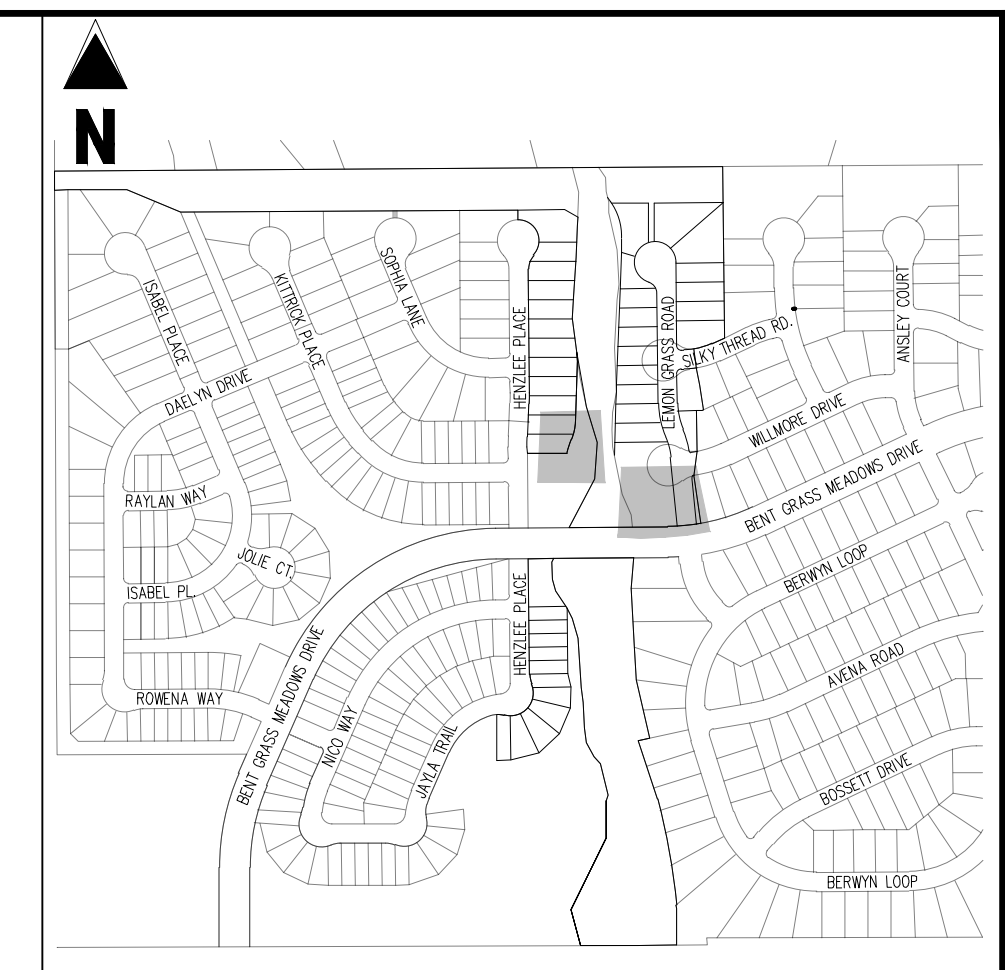 N
ISABEL PLACE
KITTRICK PLACE
SOPHIA LANE
HENZLEE PLACE
LEMON GRASS ROAD
SILKY THREAD RD.
ANSLEY COURT
DAELYN DRIVE
WILLMORE DRIVE
BENT GRASS MEADOWS DRIVE
RAYLAN WAY
JOLIE CT.
ISABEL PL.
BERWYN LOOP
HENZLEE PLACE
AVENA ROAD
ROWENA WAY
BENT GRASS MEADOWS DRIVE
NICO WAY
JAYLA TRAIL
BOSSETT DRIVE
BERWYN LOOP